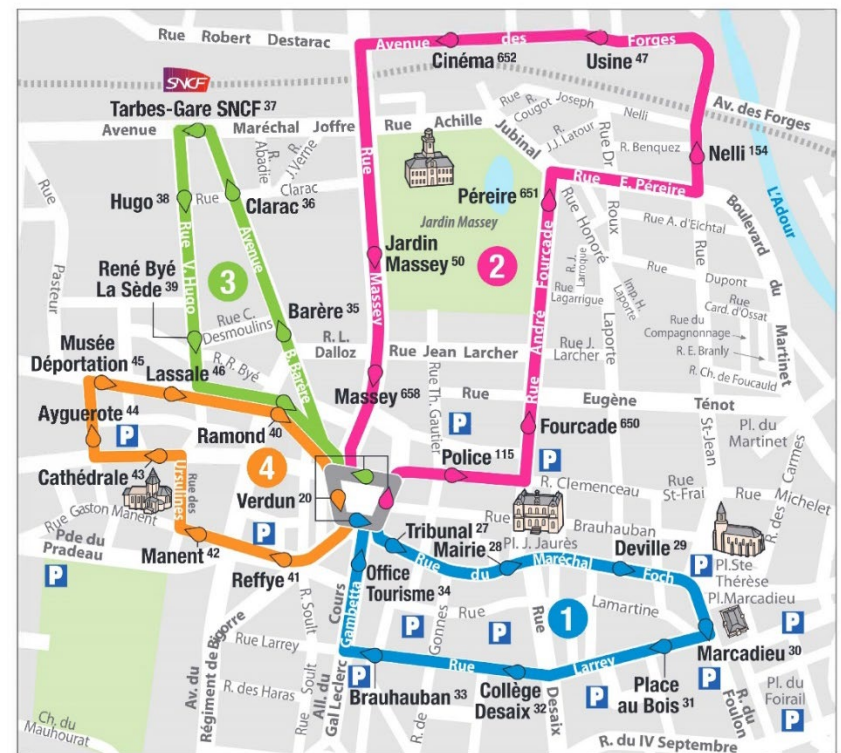 Rue Robert Destarac
Avenue des Forges
Cinéma 652
Usine 47
SNCF
Tarbes-Gare SNCF 37
Avenue Maréchal Joffre
Rue Achille Jubinal
Rue Cougot
R. Joseph Nelli
R. J.J. Latour
Rue Dr Roux
R. Benquez
Av. des Forges
Nelli 154
L'Adour
R. Abadie
R. J.Verne
Rue Clarac
Hugo 38
Clarac 36
Péreire 651
Rue E. Péreire
Jardin Massey
Rue
Pasteur
Rue V. Hugo
3
Avenue B. Barère
Rue Massey
Jardin
Massey 50
2
Rue André Fourcade
Rue Honoré Laporte
R. J. Larroque
Rue
Lagarrigue
Imp. H. Laporte
Rue A. d'Eichtal
Boulevard du Martinet
Rue
Dupont
Rue
Card. d'Ossat
Rue du
Compagnonnage
R. E. Branly
R. Ch. de Foucauld
René Byé
La Sède 39
Rue C.
Desmoulins
Barère 35
R. L.
Dalloz
Rue Jean Larcher
Rue J.
Larcher
Musée
Déportation 45
Lassale 46
R. R. Byé
Massey 658
Rue Th. Gautier
Rue Eugène Ténot
Rue St-Jean
Pl. du
Martinet
Ayguerote 44
P
Ramond 40
P
Fourcade 650
Police 115
P
Cathédrale 43
Rue des
Ursulines
4
Verdun 20
R. Clemenceau
Rue
St-Frai
Rue Michelet
R. des Carmes
Rue Gaston Manent
Pde du
Pradeau
P
Manent 42
P
Reffye 41
Tribunal 27
Mairie 28
Rue Brauhauban
Pl. J. Jaurès
Deville 29
P
Pl.Ste
Thérèse
Pl.Marcadieu
Rue du Maréchal Foch
P
Office
Tourisme 34
Cours Gambetta
R. Soult
Rue
Lamartine
Rue Desaix
1
R. de Gonnes
P
P
P
Marcadieu 30
Av. du
Régiment de Bigorre
Rue Larrey
Rue Larrey
Rue Soult
All. du
Gal Leclerc
P
Brauhauban 33
Collège
Desaix 32
Place
au Bois 31
P
P
R. du
Foulon
Pl. du
Foirail
P
R. des Haras
Ch. du
Mauhourat
R. du IV Septembre